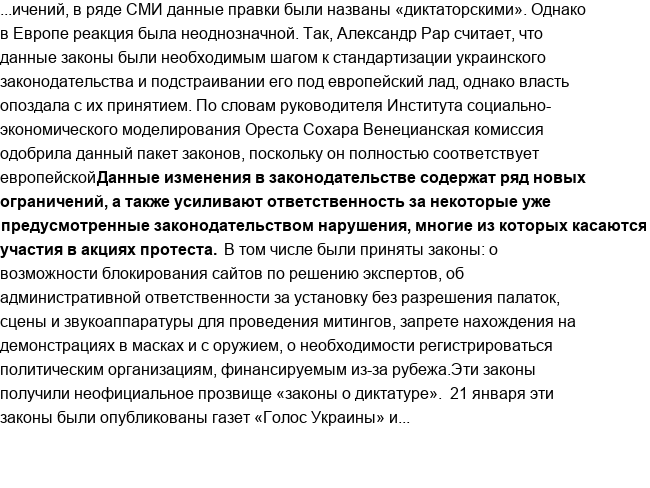 ...ичений, в ряде СМИ данные правки были названы «диктаторскими». Однако
в Европе реакция была неоднозначной. Так, Александр Рар считает, что
данные законы были необходимым шагом к стандартизации украинского
законодательства и подстраивании его под европейский лад, однако власть
опоздала с их принятием. По словам руководителя Института социально-
экономического моделирования Ореста Сохара Венецианская комиссия
одобрила данный пакет законов, поскольку он полностью соответствует
европейскойДанные изменения в законодательстве содержат ряд новых
ограничений, а также усиливают ответственность за некоторые уже
предусмотренные законодательством нарушения, многие из которых касаются
участия в акциях протеста. В том числе были приняты законы: о
возможности блокирования сайтов по решению экспертов, об
административной ответственности за установку без разрешения палаток,
сцены и звукоаппаратуры для проведения митингов, запрете нахождения на
демонстрациях в масках и с оружием, о необходимости регистрироваться
политическим организациям, финансируемым из-за рубежа.Эти законы
получили неофициальное прозвище «законы о диктатуре». 21 января эти
законы были опубликованы газет «Голос Украины» и...